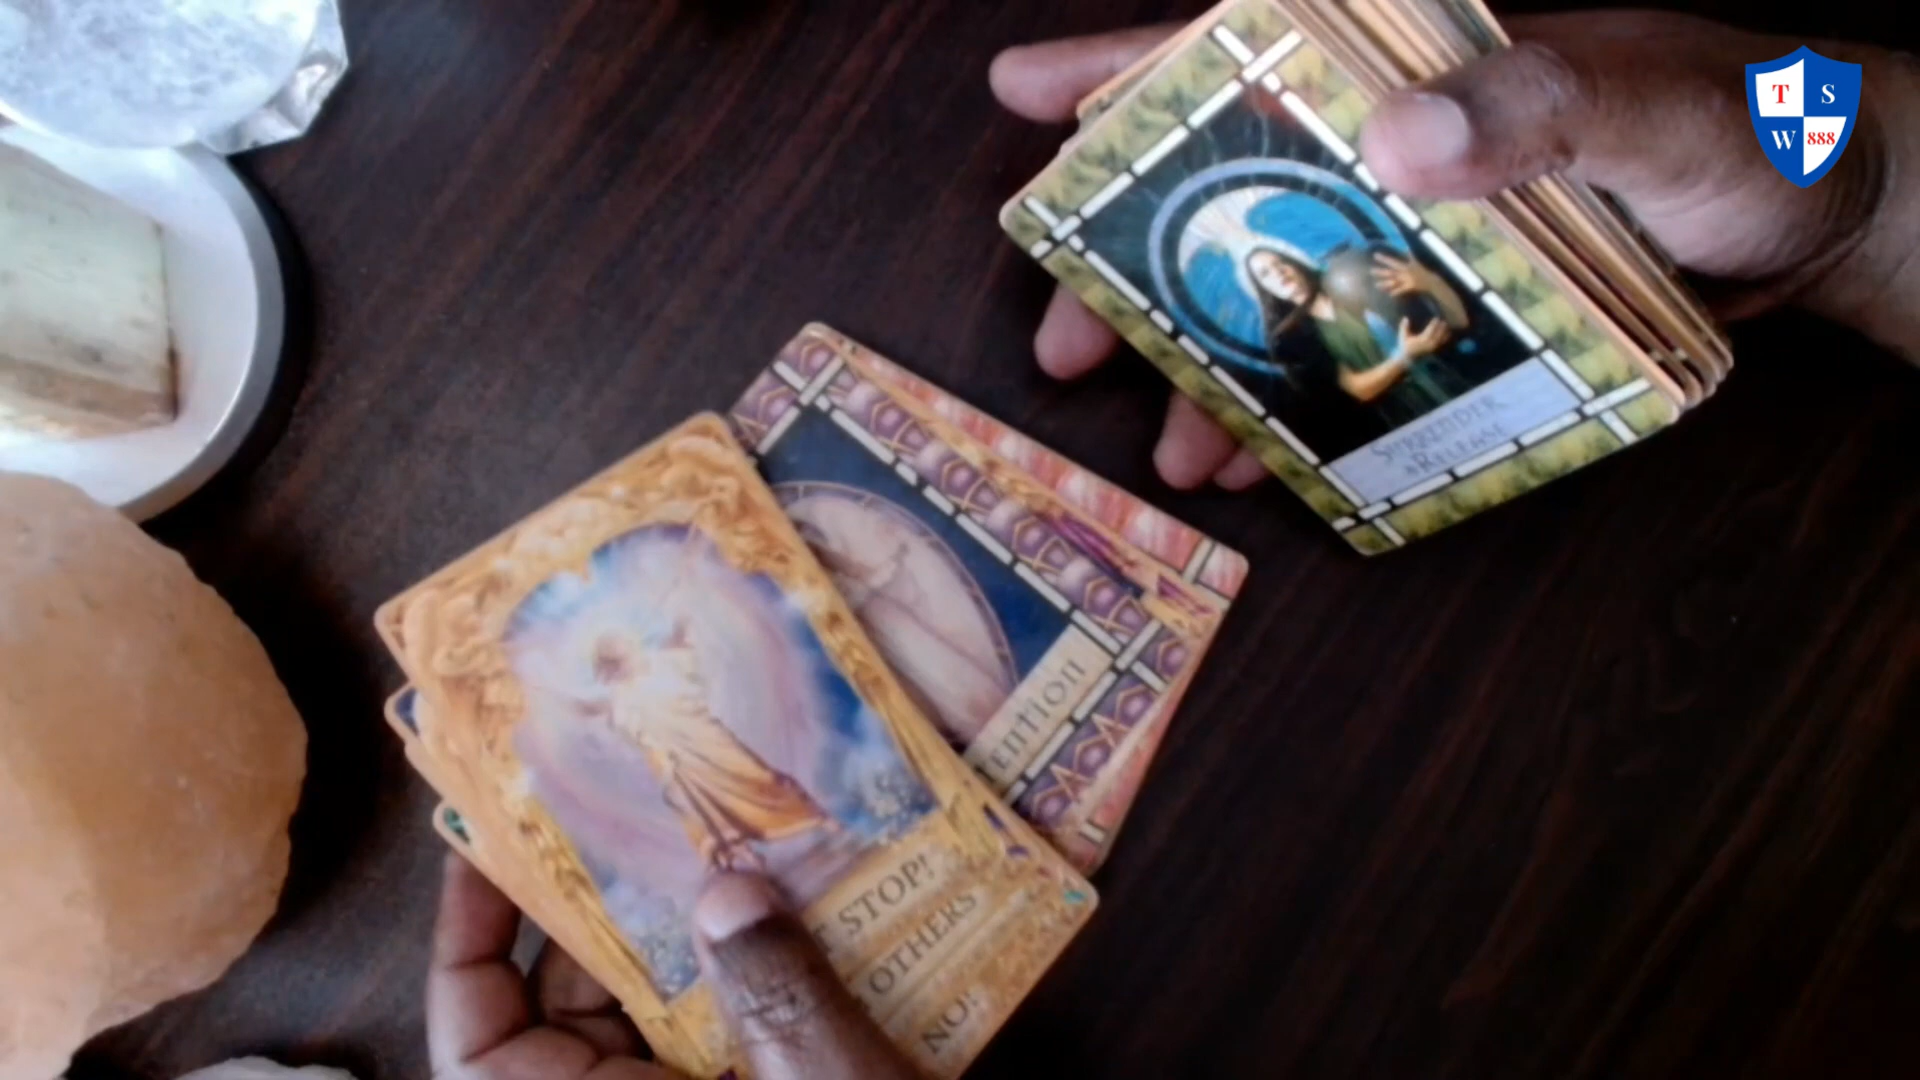 T S
W 888
SURRENDER
& RELEASE
ENTION
STOP!
OTHERS
NO!